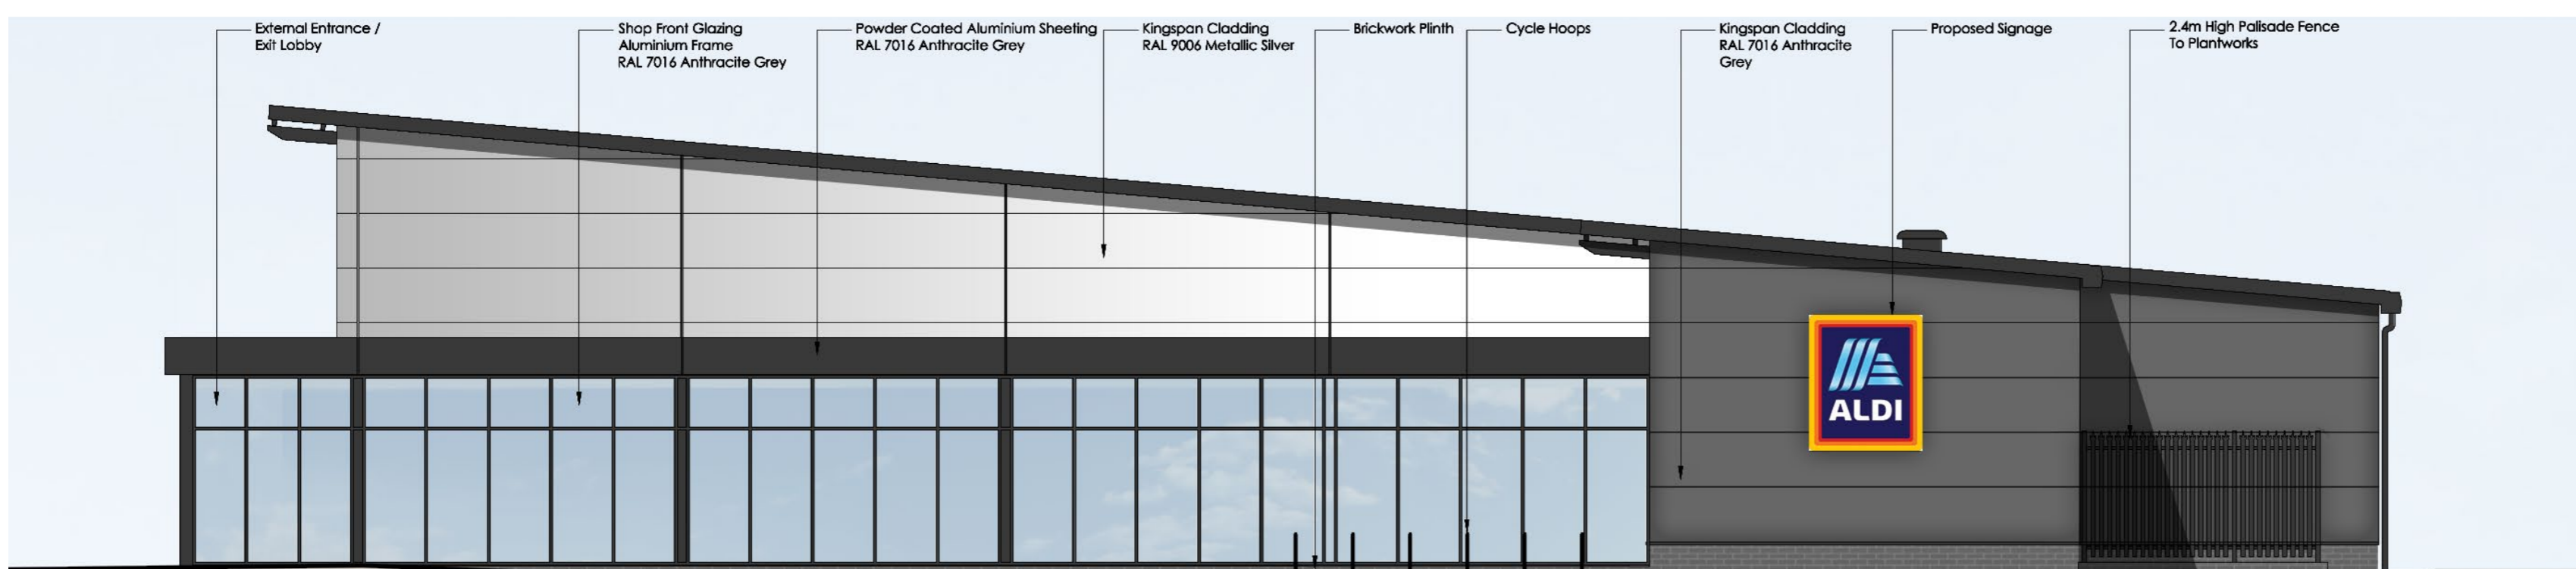 External Entrance /
Exit Lobby
Shop Front Glazing
Aluminium Frame
RAL 7016 Anthracite Grey
Powder Coated Aluminium Sheeting
RAL 7016 Anthracite Grey
Kingspan Cladding
RAL 9006 Metallic Silver
Brickwork Plinth
Cycle Hoops
Kingspan Cladding
RAL 7016 Anthracite
Grey
Proposed Signage
2.4m High Palisade Fence
To Plantworks
ALDI